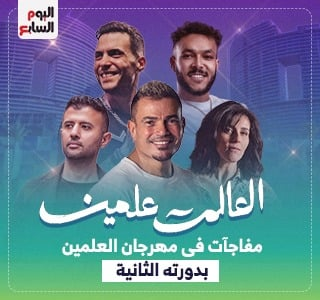 اليوم
السابع
العالم علمين
مفاجآت فى مهرجان العلمين
بدورته الثانية